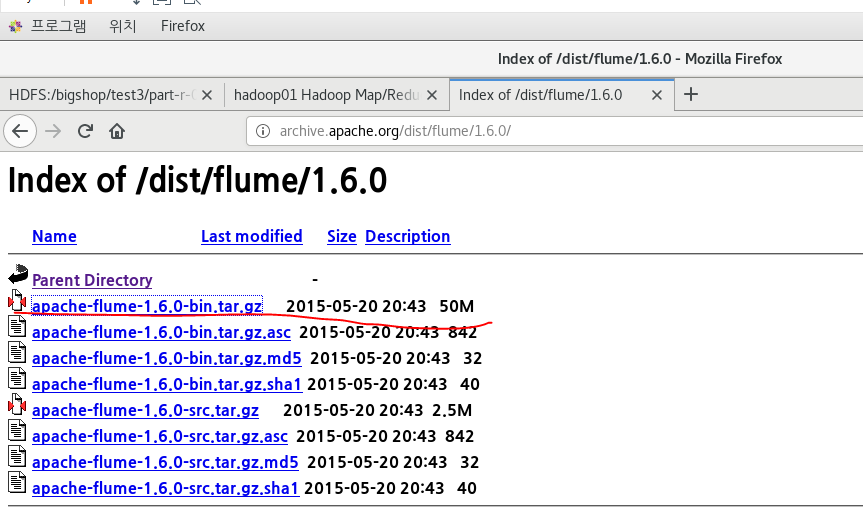 프로그램 위치 Firefox
Index of /dist/flume/1.6.0 - Mozilla Firefox
HDFS:/bigshop/test3/part-r- hadoop01 Hadoop Map/Redu Index of /dist/flume/1.6.0
archive.apache.org/dist/flume/1.6.0/
Index of /dist/flume/1.6.0
Name Last modified Size Description
Parent Directory -
apache-flume-1.6.0-bin.tar.gz 2015-05-20 20:43 50M
apache-flume-1.6.0-bin.tar.gz.asc 2015-05-20 20:43 842
apache-flume-1.6.0-bin.tar.gz.md5 2015-05-20 20:43 32
apache-flume-1.6.0-bin.tar.gz.sha1 2015-05-20 20:43 40
apache-flume-1.6.0-src.tar.gz 2015-05-20 20:43 2.5M
apache-flume-1.6.0-src.tar.gz.asc 2015-05-20 20:43 842
apache-flume-1.6.0-src.tar.gz.md5 2015-05-20 20:43 32
apache-flume-1.6.0-src.tar.gz.sha1 2015-05-20 20:43 40